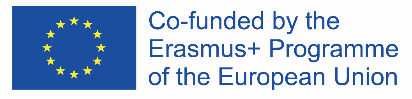 Co-funded by the
Erasmus+ Programme
of the European Union